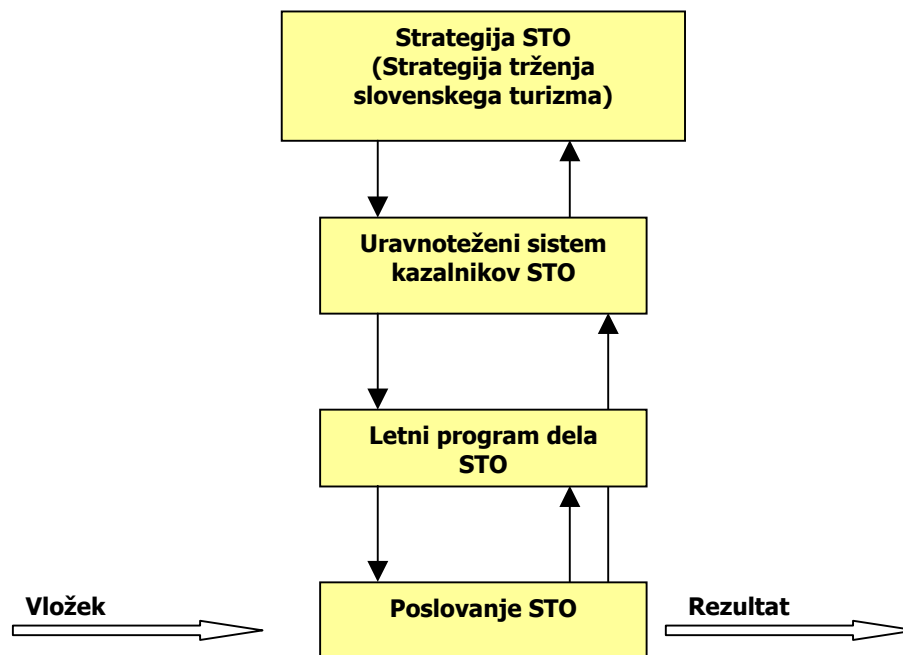 Strategija STO
(Strategija trženja
slovenskega turizma)
Uravnoteženi sistem
kazalnikov STO
Letni program dela
STO
Vložek
Poslovanje STO
Rezultat